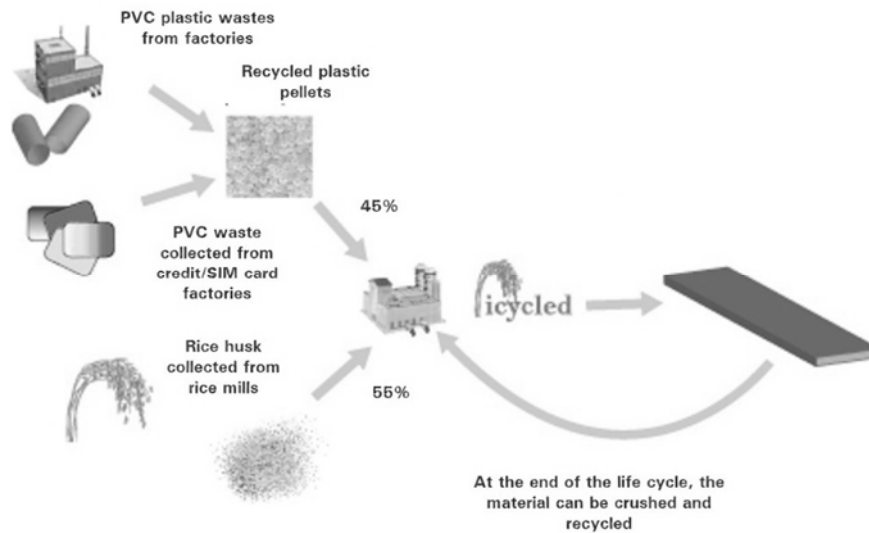 PVC plastic wastes
from factories
Recycled plastic
pellets
45%
PVC waste
collected from
credit/SIM card
factories
icycled
Rice husk
collected from
rice mills
55%
At the end of the life cycle, the
material can be crushed and
recycled